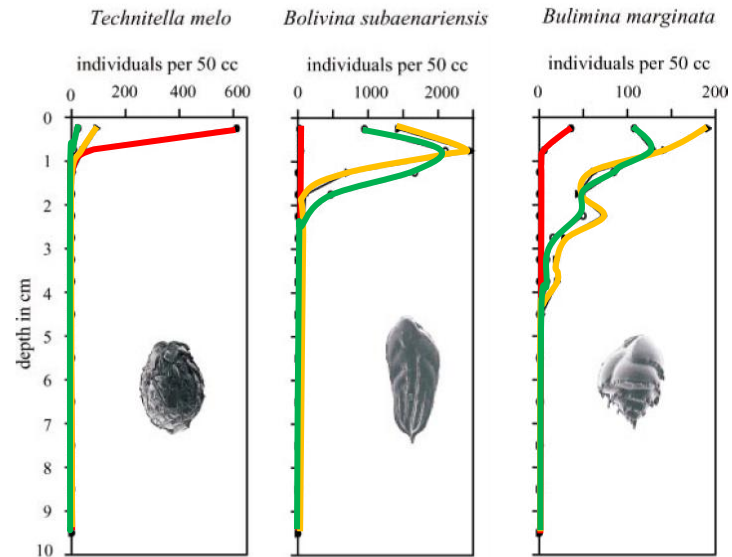 Technitella melo Bolivina subaenariensis Bulimina marginata
individuals per 50 cc individuals per 50 cc individuals per 50 cc
0 200 400 600 0 1000 2000 0 100 200
0
1
2
3
4
5
6
7
8
9
10
depth in cm